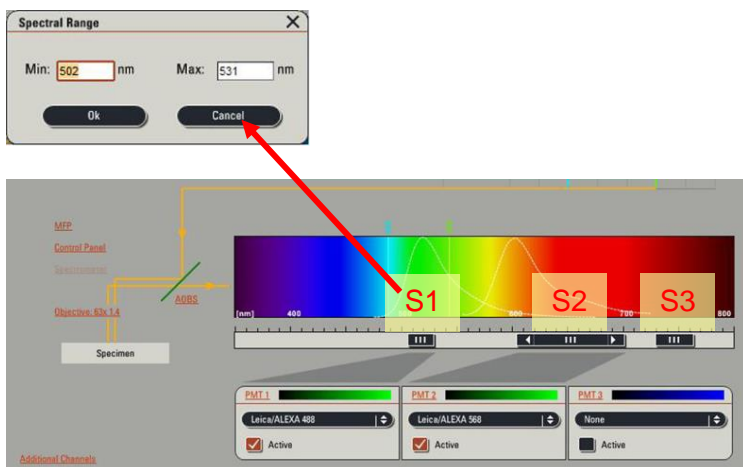 Spectral Range
Min: 502 nm Max: 531 nm
Ok Cancel
MFP
Control Panel
Spectrometer
AOBS
Objective: 63x 1.4
Specimen
S1 S2 S3
[nm] 400 600 700 800
PMT 1 PMT 2 PMT 3
Leica/ALEXA 488 Leica/ALEXA 568 None
Active Active Active
Additional Channels